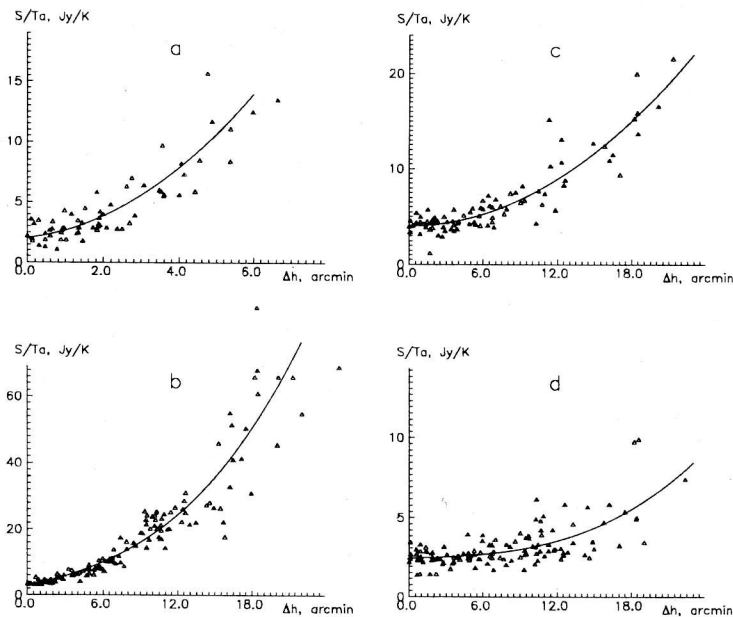 S/Ta, Jy/K
a
15
10
5
0
0.0 2.0 4.0 6.0
Δh, arcmin
S/Ta, Jy/K
c
20
10
0
0.0 6.0 12.0 18.0
Δh, arcmin
S/Ta, Jy/K
b
60
40
20
0
0.0 6.0 12.0 18.0 Δh, arcmin
S/Ta, Jy/K
d
10
5
0
0.0 6.0 12.0 18.0 Δh, arcmin